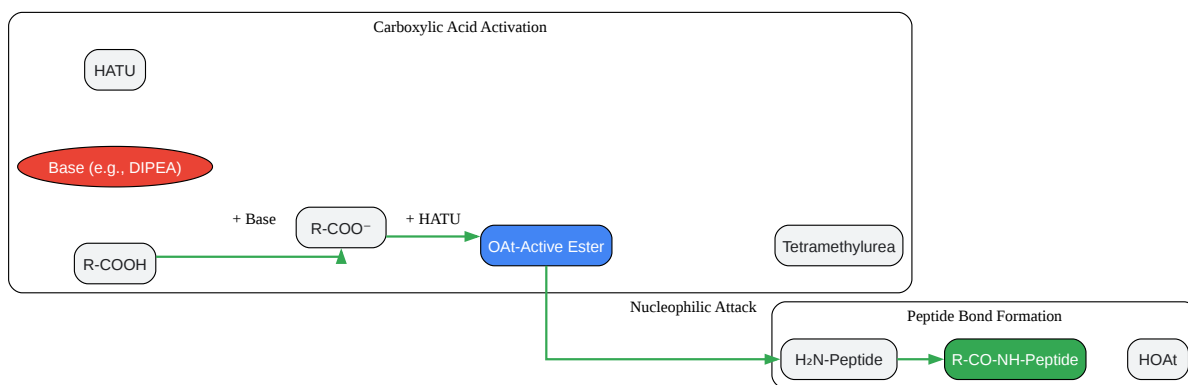 Carboxylic Acid Activation
HATU
Base (e.g., DIPEA)
+ Base
R-COO⁻
+ HATU
R-COOH
OAt-Active Ester
Tetramethylurea
Nucleophilic Attack
Peptide Bond Formation
H₂N-Peptide
R-CO-NH-Peptide
HOAt